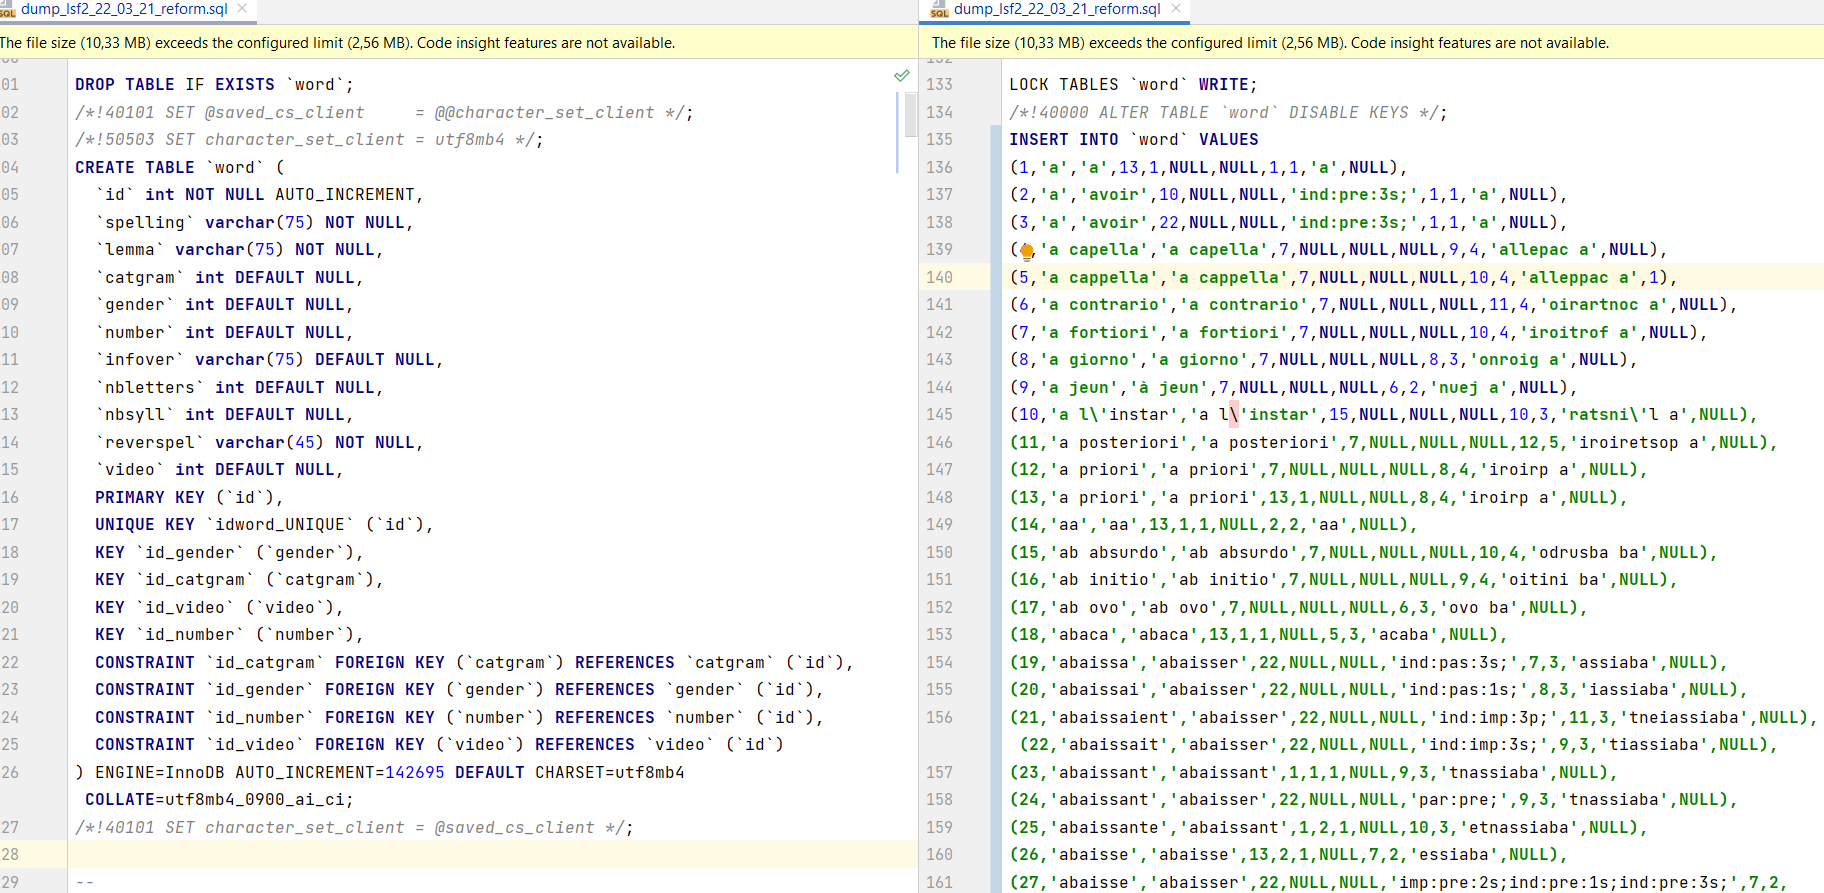 dump_lsf2_22_03_21_reform.sql
The file size (10,33 MB) exceeds the configured limit (2,56 MB). Code insight features are not available.
01 DROP TABLE IF EXISTS `word`;
02 /*!40101 SET @saved_cs_client     = @@character_set_client */;
03 /*!50503 SET character_set_client = utf8mb4 */;
04 CREATE TABLE `word` (
05   `id` int NOT NULL AUTO_INCREMENT,
06   `spelling` varchar(75) NOT NULL,
07   `lemma` varchar(75) NOT NULL,
08   `catgram` int DEFAULT NULL,
09   `gender` int DEFAULT NULL,
10   `number` int DEFAULT NULL,
11   `infover` varchar(75) DEFAULT NULL,
12   `nbletters` int DEFAULT NULL,
13   `nbsyll` int DEFAULT NULL,
14   `reverspel` varchar(45) NOT NULL,
15   `video` int DEFAULT NULL,
16   PRIMARY KEY (`id`),
17   UNIQUE KEY `idword_UNIQUE` (`id`),
18   KEY `id_gender` (`gender`),
19   KEY `id_catgram` (`catgram`),
20   KEY `id_video` (`video`),
21   KEY `id_number` (`number`),
22   CONSTRAINT `id_catgram` FOREIGN KEY (`catgram`) REFERENCES `catgram` (`id`),
23   CONSTRAINT `id_gender` FOREIGN KEY (`gender`) REFERENCES `gender` (`id`),
24   CONSTRAINT `id_number` FOREIGN KEY (`number`) REFERENCES `number` (`id`),
25   CONSTRAINT `id_video` FOREIGN KEY (`video`) REFERENCES `video` (`id`)
26 ) ENGINE=InnoDB AUTO_INCREMENT=142695 DEFAULT CHARSET=utf8mb4
 COLLATE=utf8mb4_0900_ai_ci;
27 /*!40101 SET character_set_client = @saved_cs_client */;
28
29 --
SQL dump_lsf2_22_03_21_reform.sql
The file size (10,33 MB) exceeds the configured limit (2,56 MB). Code insight features are not available.
133 LOCK TABLES `word` WRITE;
134 /*!40000 ALTER TABLE `word` DISABLE KEYS */;
135 INSERT INTO `word` VALUES
136 (1,'a','a',13,1,NULL,NULL,1,1,'a',NULL),
137 (2,'a','avoir',10,NULL,NULL,'ind:pre:3s;',1,1,'a',NULL),
138 (3,'a','avoir',22,NULL,NULL,'ind:pre:3s;',1,1,'a',NULL),
139 ( ,'a capella','a capella',7,NULL,NULL,NULL,9,4,'allepac a',NULL),
140 (5,'a cappella','a cappella',7,NULL,NULL,NULL,10,4,'alleppac a',1),
141 (6,'a contrario','a contrario',7,NULL,NULL,NULL,11,4,'oirartnoc a',NULL),
142 (7,'a fortiori','a fortiori',7,NULL,NULL,NULL,10,4,'iroitrof a',NULL),
143 (8,'a giorno','a giorno',7,NULL,NULL,NULL,8,3,'onroig a',NULL),
144 (9,'a jeun','à jeun',7,NULL,NULL,NULL,6,2,'nuej a',NULL),
145 (10,'a l\'instar','a l\'instar',15,NULL,NULL,NULL,10,3,'ratsni\'l a',NULL),
146 (11,'a posteriori','a posteriori',7,NULL,NULL,NULL,12,5,'iroiretsop a',NULL),
147 (12,'a priori','a priori',7,NULL,NULL,NULL,8,4,'iroirp a',NULL),
148 (13,'a priori','a priori',13,1,NULL,NULL,8,4,'iroirp a',NULL),
149 (14,'aa','aa',13,1,1,NULL,2,2,'aa',NULL),
150 (15,'ab absurdo','ab absurdo',7,NULL,NULL,NULL,10,4,'odrusba ba',NULL),
151 (16,'ab initio','ab initio',7,NULL,NULL,NULL,9,4,'oitini ba',NULL),
152 (17,'ab ovo','ab ovo',7,NULL,NULL,NULL,6,3,'ovo ba',NULL),
153 (18,'abaca','abaca',13,1,1,NULL,5,3,'acaba',NULL),
154 (19,'abaissa','abaisser',22,NULL,NULL,'ind:pas:3s;',7,3,'assiaba',NULL),
155 (20,'abaissai','abaisser',22,NULL,NULL,'ind:pas:1s;',8,3,'iassiaba',NULL),
156 (21,'abaissaient','abaisser',22,NULL,NULL,'ind:imp:3p;',11,3,'tneiassiaba',NULL),
 (22,'abaissait','abaisser',22,NULL,NULL,'ind:imp:3s;',9,3,'tiassiaba',NULL),
157 (23,'abaissant','abaissant',1,1,1,NULL,9,3,'tnassiaba',NULL),
158 (24,'abaissant','abaisser',22,NULL,NULL,'par:pre;',9,3,'tnassiaba',NULL),
159 (25,'abaissante','abaissant',1,2,1,NULL,10,3,'etnassiaba',NULL),
160 (26,'abaisse','abaisse',13,2,1,NULL,7,2,'essiaba',NULL),
161 (27,'abaisse','abaisser',22,NULL,NULL,'imp:pre:2s;ind:pre:1s;ind:pre:3s;',7,2,